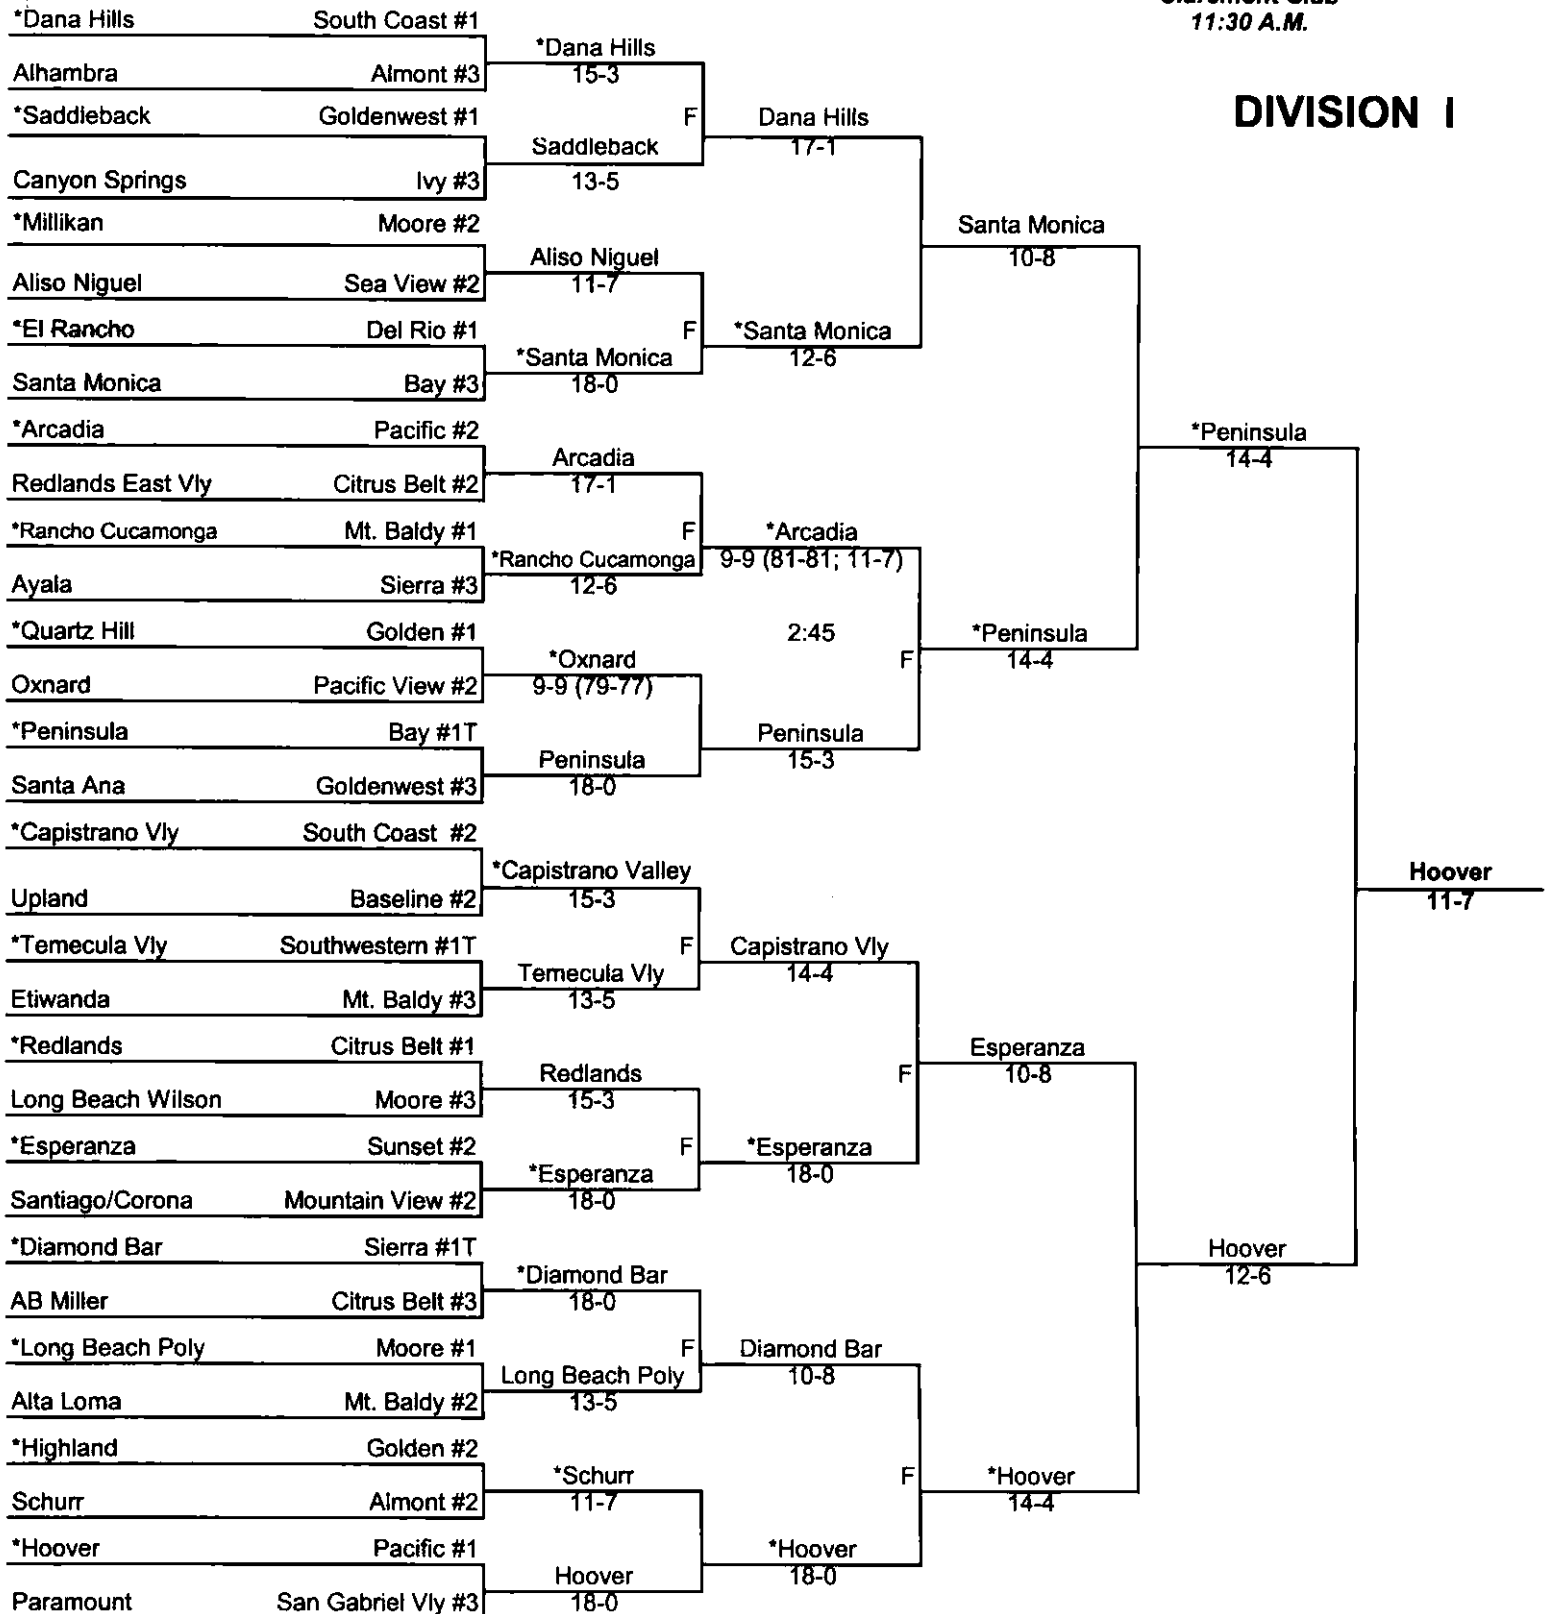 Claremont Club
11:30 A.M.
DIVISION I
*Dana Hills South Coast #1
Alhambra Almont #3
*Saddleback Goldenwest #1
Canyon Springs Ivy #3
*Millikan Moore #2
Aliso Niguel Sea View #2
*El Rancho Del Rio #1
Santa Monica Bay #3
*Arcadia Pacific #2
Redlands East Vly Citrus Belt #2
*Rancho Cucamonga Mt. Baldy #1
Ayala Sierra #3
*Quartz Hill Golden #1
Oxnard Pacific View #2
*Peninsula Bay #1T
Santa Ana Goldenwest #3
*Capistrano Vly South Coast #2
Upland Baseline #2
*Temecula Vly Southwestern #1T
Etiwanda Mt. Baldy #3
*Redlands Citrus Belt #1
Long Beach Wilson Moore #3
*Esperanza Sunset #2
Santiago/Corona Mountain View #2
*Diamond Bar Sierra #1T
AB Miller Citrus Belt #3
*Long Beach Poly Moore #1
Alta Loma Mt. Baldy #2
*Highland Golden #2
Schurr Almont #2
*Hoover Pacific #1
Paramount San Gabriel Vly #3
*Dana Hills
15-3
F
Saddleback
13-5
Aliso Niguel
11-7
F
*Santa Monica
18-0
Arcadia
17-1
F
*Rancho Cucamonga
12-6
*Oxnard
9-9 (79-77)
Peninsula
18-0
*Capistrano Valley
15-3
F
Temecula Vly
13-5
Redlands
15-3
F
*Esperanza
18-0
*Diamond Bar
18-0
F
Long Beach Poly
13-5
*Schurr
11-7
Hoover
18-0
Dana Hills
17-1
*Santa Monica
12-6
*Arcadia
9-9 (81-81; 11-7)
2:45
F
Peninsula
15-3
Capistrano Vly
14-4
F
*Esperanza
18-0
Diamond Bar
10-8
F
*Hoover
18-0
Santa Monica
10-8
*Peninsula
14-4
Esperanza
10-8
*Hoover
14-4
*Peninsula
14-4
Hoover
12-6
Hoover
11-7